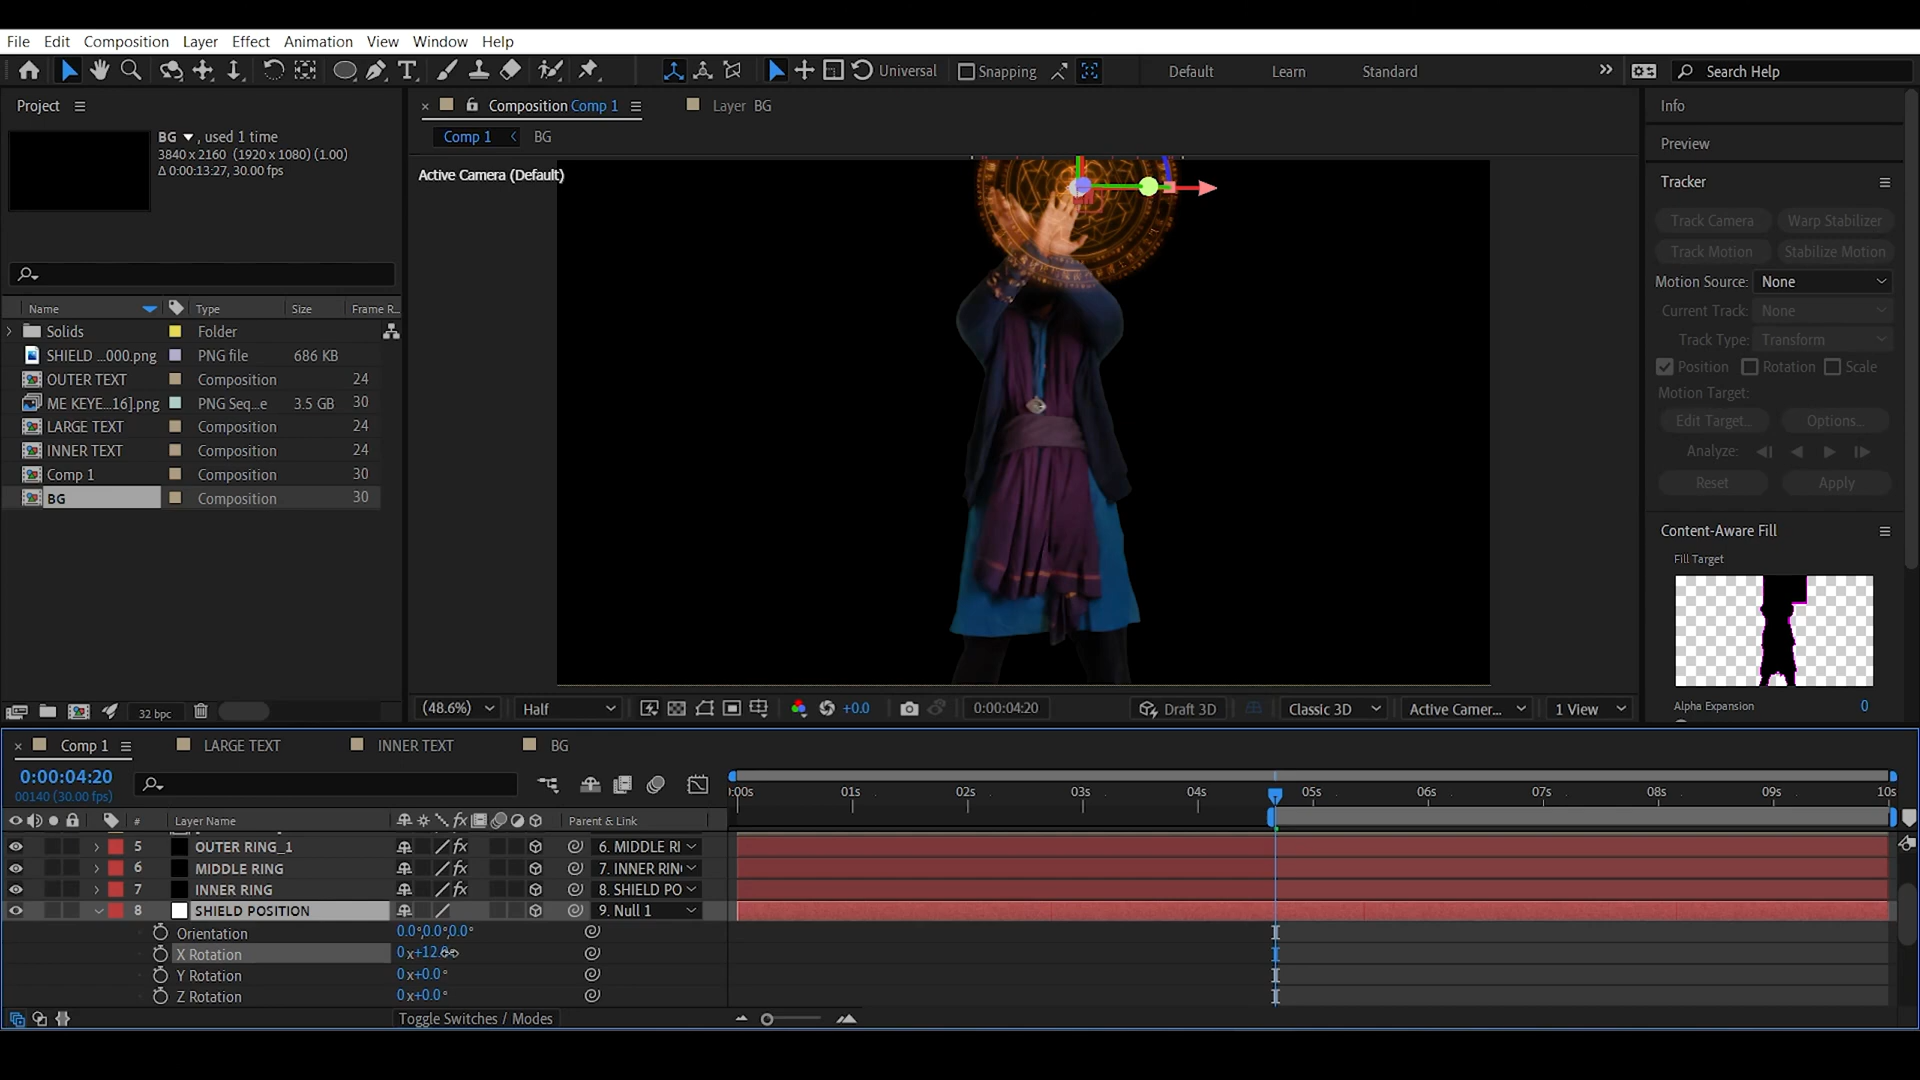 File Edit Composition Layer Effect Animation View Window Help
Universal Snapping Default Learn Standard Search Help
Project
BG , used 1 time
3840 x 2160 (1920 x 1080) (1.00)
Δ 0:00:13:27, 30.00 fps
Name Type Size Frame R...
Solids Folder
SHIELD ...000.png PNG file 686 KB
OUTER TEXT Composition 24
ME KEYE...16].png PNG Seq...e 3.5 GB 30
LARGE TEXT Composition 24
INNER TEXT Composition 24
Comp 1 Composition 30
BG Composition 30
32 bpc
Composition Comp 1 Layer BG
Comp 1 BG
Active Camera (Default)
(48.6%) Half +0.0 0:00:04:20 Draft 3D Classic 3D Active Camer... 1 View
Info
Preview
Tracker
Track Camera Warp Stabilizer
Track Motion Stabilize Motion
Motion Source: None
Current Track: None
Track Type: Transform
Position Rotation Scale
Motion Target:
Edit Target... Options...
Analyze:
Reset Apply
Content-Aware Fill
Fill Target
Alpha Expansion 0
Comp 1 LARGE TEXT INNER TEXT BG
0:00:04:20
00140 (30.00 fps)
:00s 01s 02s 03s 04s 05s 06s 07s 08s 09s 10s
# Layer Name fx Parent & Link
5 OUTER RING_1 fx 6. MIDDLE RI
6 MIDDLE RING fx 7. INNER RIN
7 INNER RING fx 8. SHIELD PO
8 SHIELD POSITION 9. Null 1
Orientation 0.0°,0.0°,0.0°
X Rotation 0 x+12.0
Y Rotation 0 x+0.0°
Z Rotation 0 x+0.0°
Toggle Switches / Modes